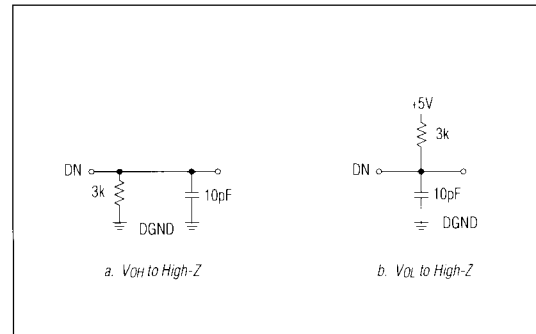 +5V
3k
DN
3k
10pF
DGND
DN
10pF
DGND
a. VOH to High-Z
b. VOL to High-Z